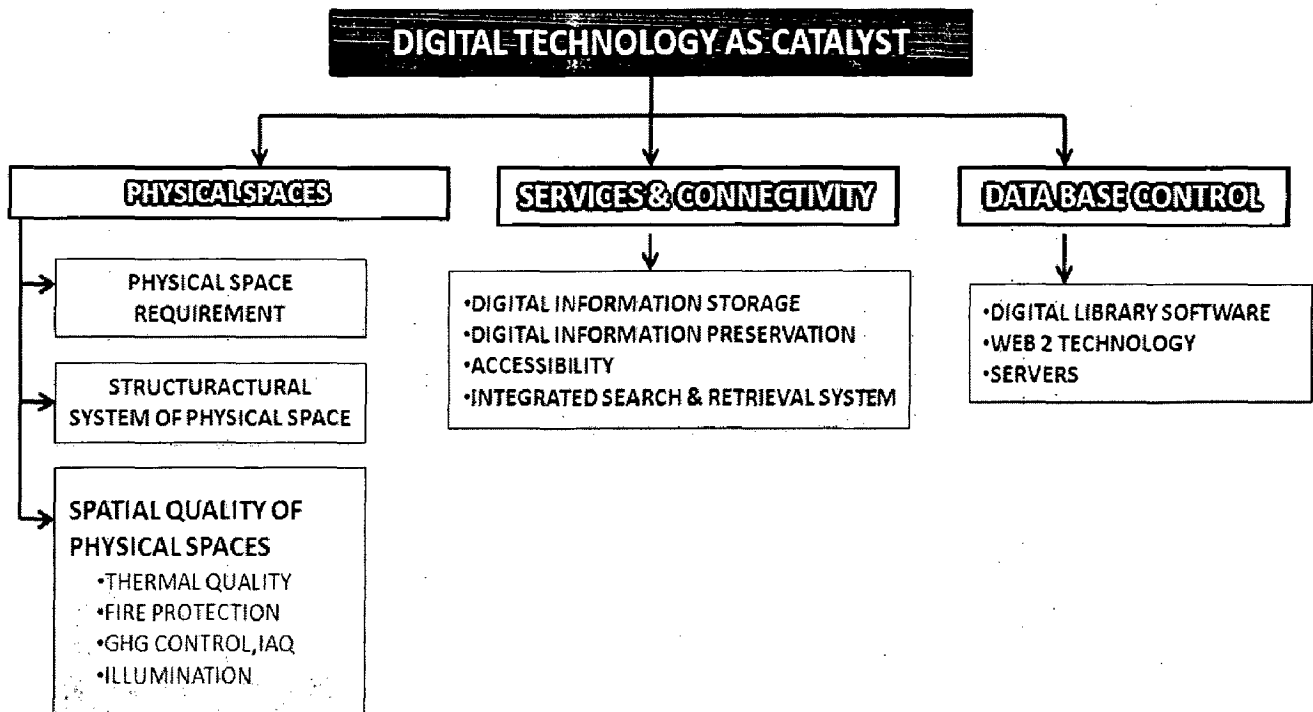 DIGITAL TECHNOLOGY AS CATALYST
PHYSICAL SPACES
PHYSICAL SPACE
REQUIREMENT
STRUCTURACTURAL
SYSTEM OF PHYSICAL SPACE
SPATIAL QUALITY OF
PHYSICAL SPACES
•THERMAL QUALITY
•FIRE PROTECTION
•GHG CONTROL,IAQ
•ILLUMINATION
SERVICES & CONNECTIVITY
•DIGITAL INFORMATION STORAGE
•DIGITAL INFORMATION PRESERVATION
•ACCESSIBILITY
•INTEGRATED SEARCH & RETRIEVAL SYSTEM
DATA BASE CONTROL
•DIGITAL LIBRARY SOFTWARE
•WEB 2 TECHNOLOGY
•SERVERS